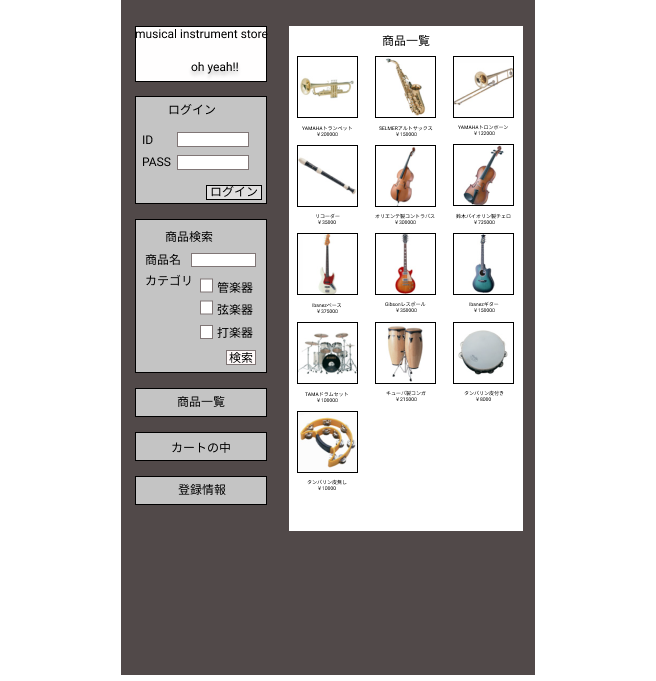 musical instrument store
oh yeah!!
ログイン
ID
PASS
ログイン
商品検索
商品名
カテゴリ
管楽器
弦楽器
打楽器
検索
商品一覧
カートの中
登録情報
商品一覧
YAMAHAトランペット
￥200000
SELMERアルトサックス
￥150000
YAMAHAトロンボーン
￥122000
リコーダー
￥35000
オリエンテ製コントラバス
￥300000
鈴木バイオリン製チェロ
￥735000
Ibanezベース
￥375000
Gibsonレスポール
￥350000
Ibanezギター
￥150000
TAMAドラムセット
￥100000
キューバ製コンガ
￥215000
タンバリン皮付き
￥8000
タンバリン皮無し
￥10000